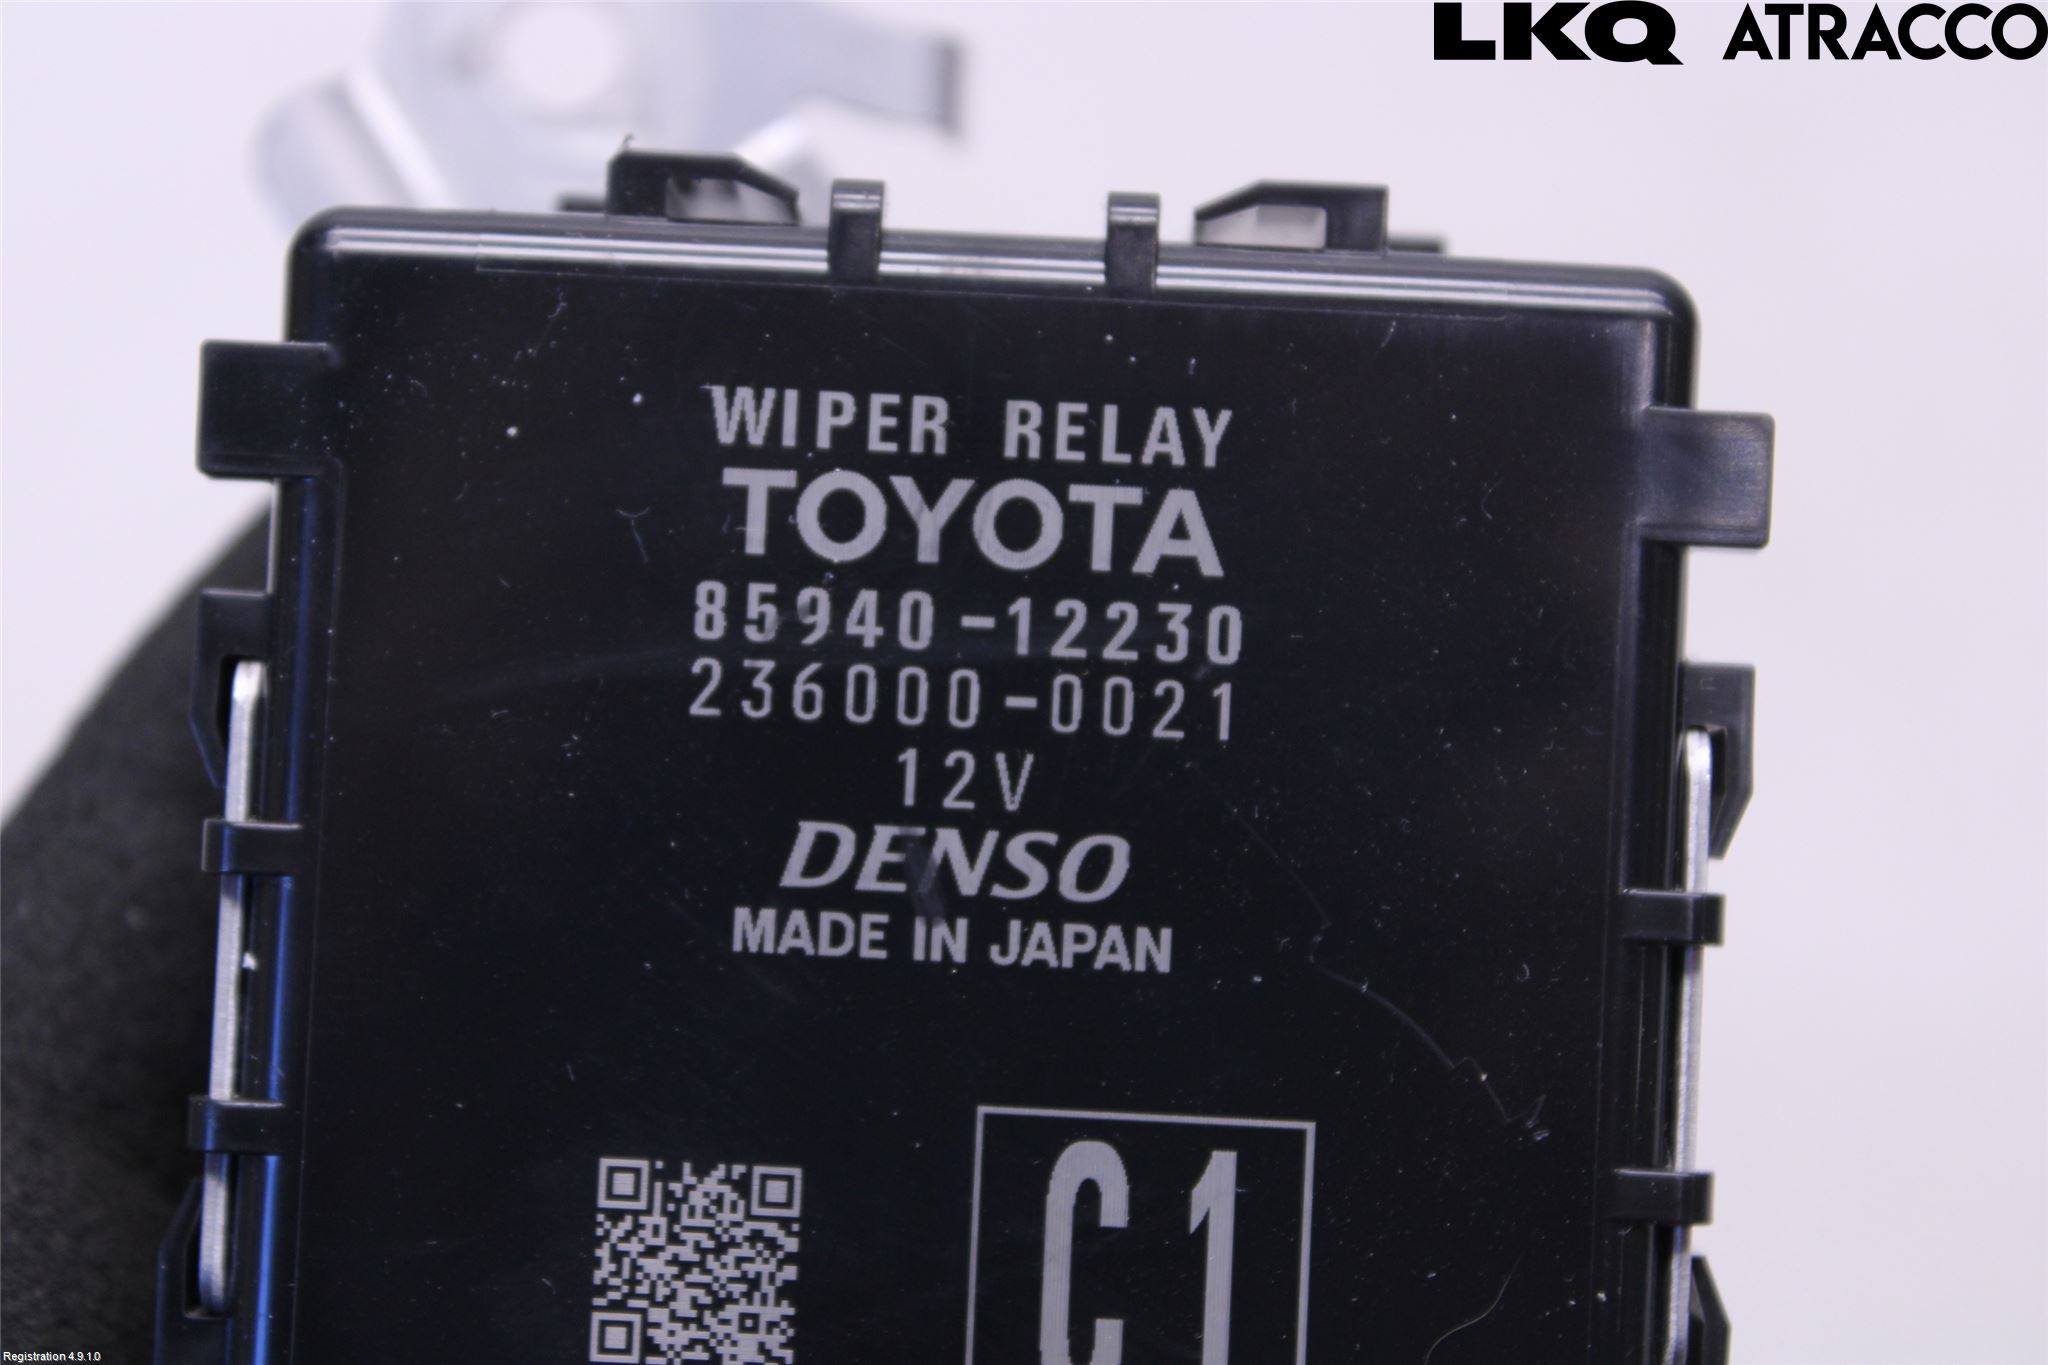 LKQ ATRACCO
WIPER RELAY
TOYOTA
85940-12230
236000-0021
12V
DENSO
MADE IN JAPAN
C1
Registration 4.9.1.0